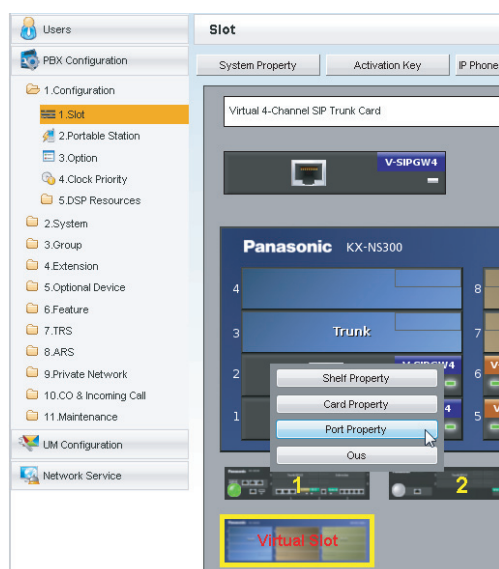 Users
Slot
PBX Configuration
System Property
Activation Key
IP Phone
1.Configuration
1.Slot
Virtual 4-Channel SIP Trunk Card
2.Portable Station
3.Option
V-SIPGW4
4.Clock Priority
5.DSP Resources
2.System
3.Group
Panasonic KX-NS300
4.Extension
5.Optional Device
4
8
6.Feature
7.TRS
3
Trunk
7
8.ARS
9.Private Network
2
6
Shelf Property
10.CO & Incoming Call
Card Property
1
4
5
11.Maintenance
Port Property
UM Configuration
Ous
Network Service
1
2
Virtual Slot